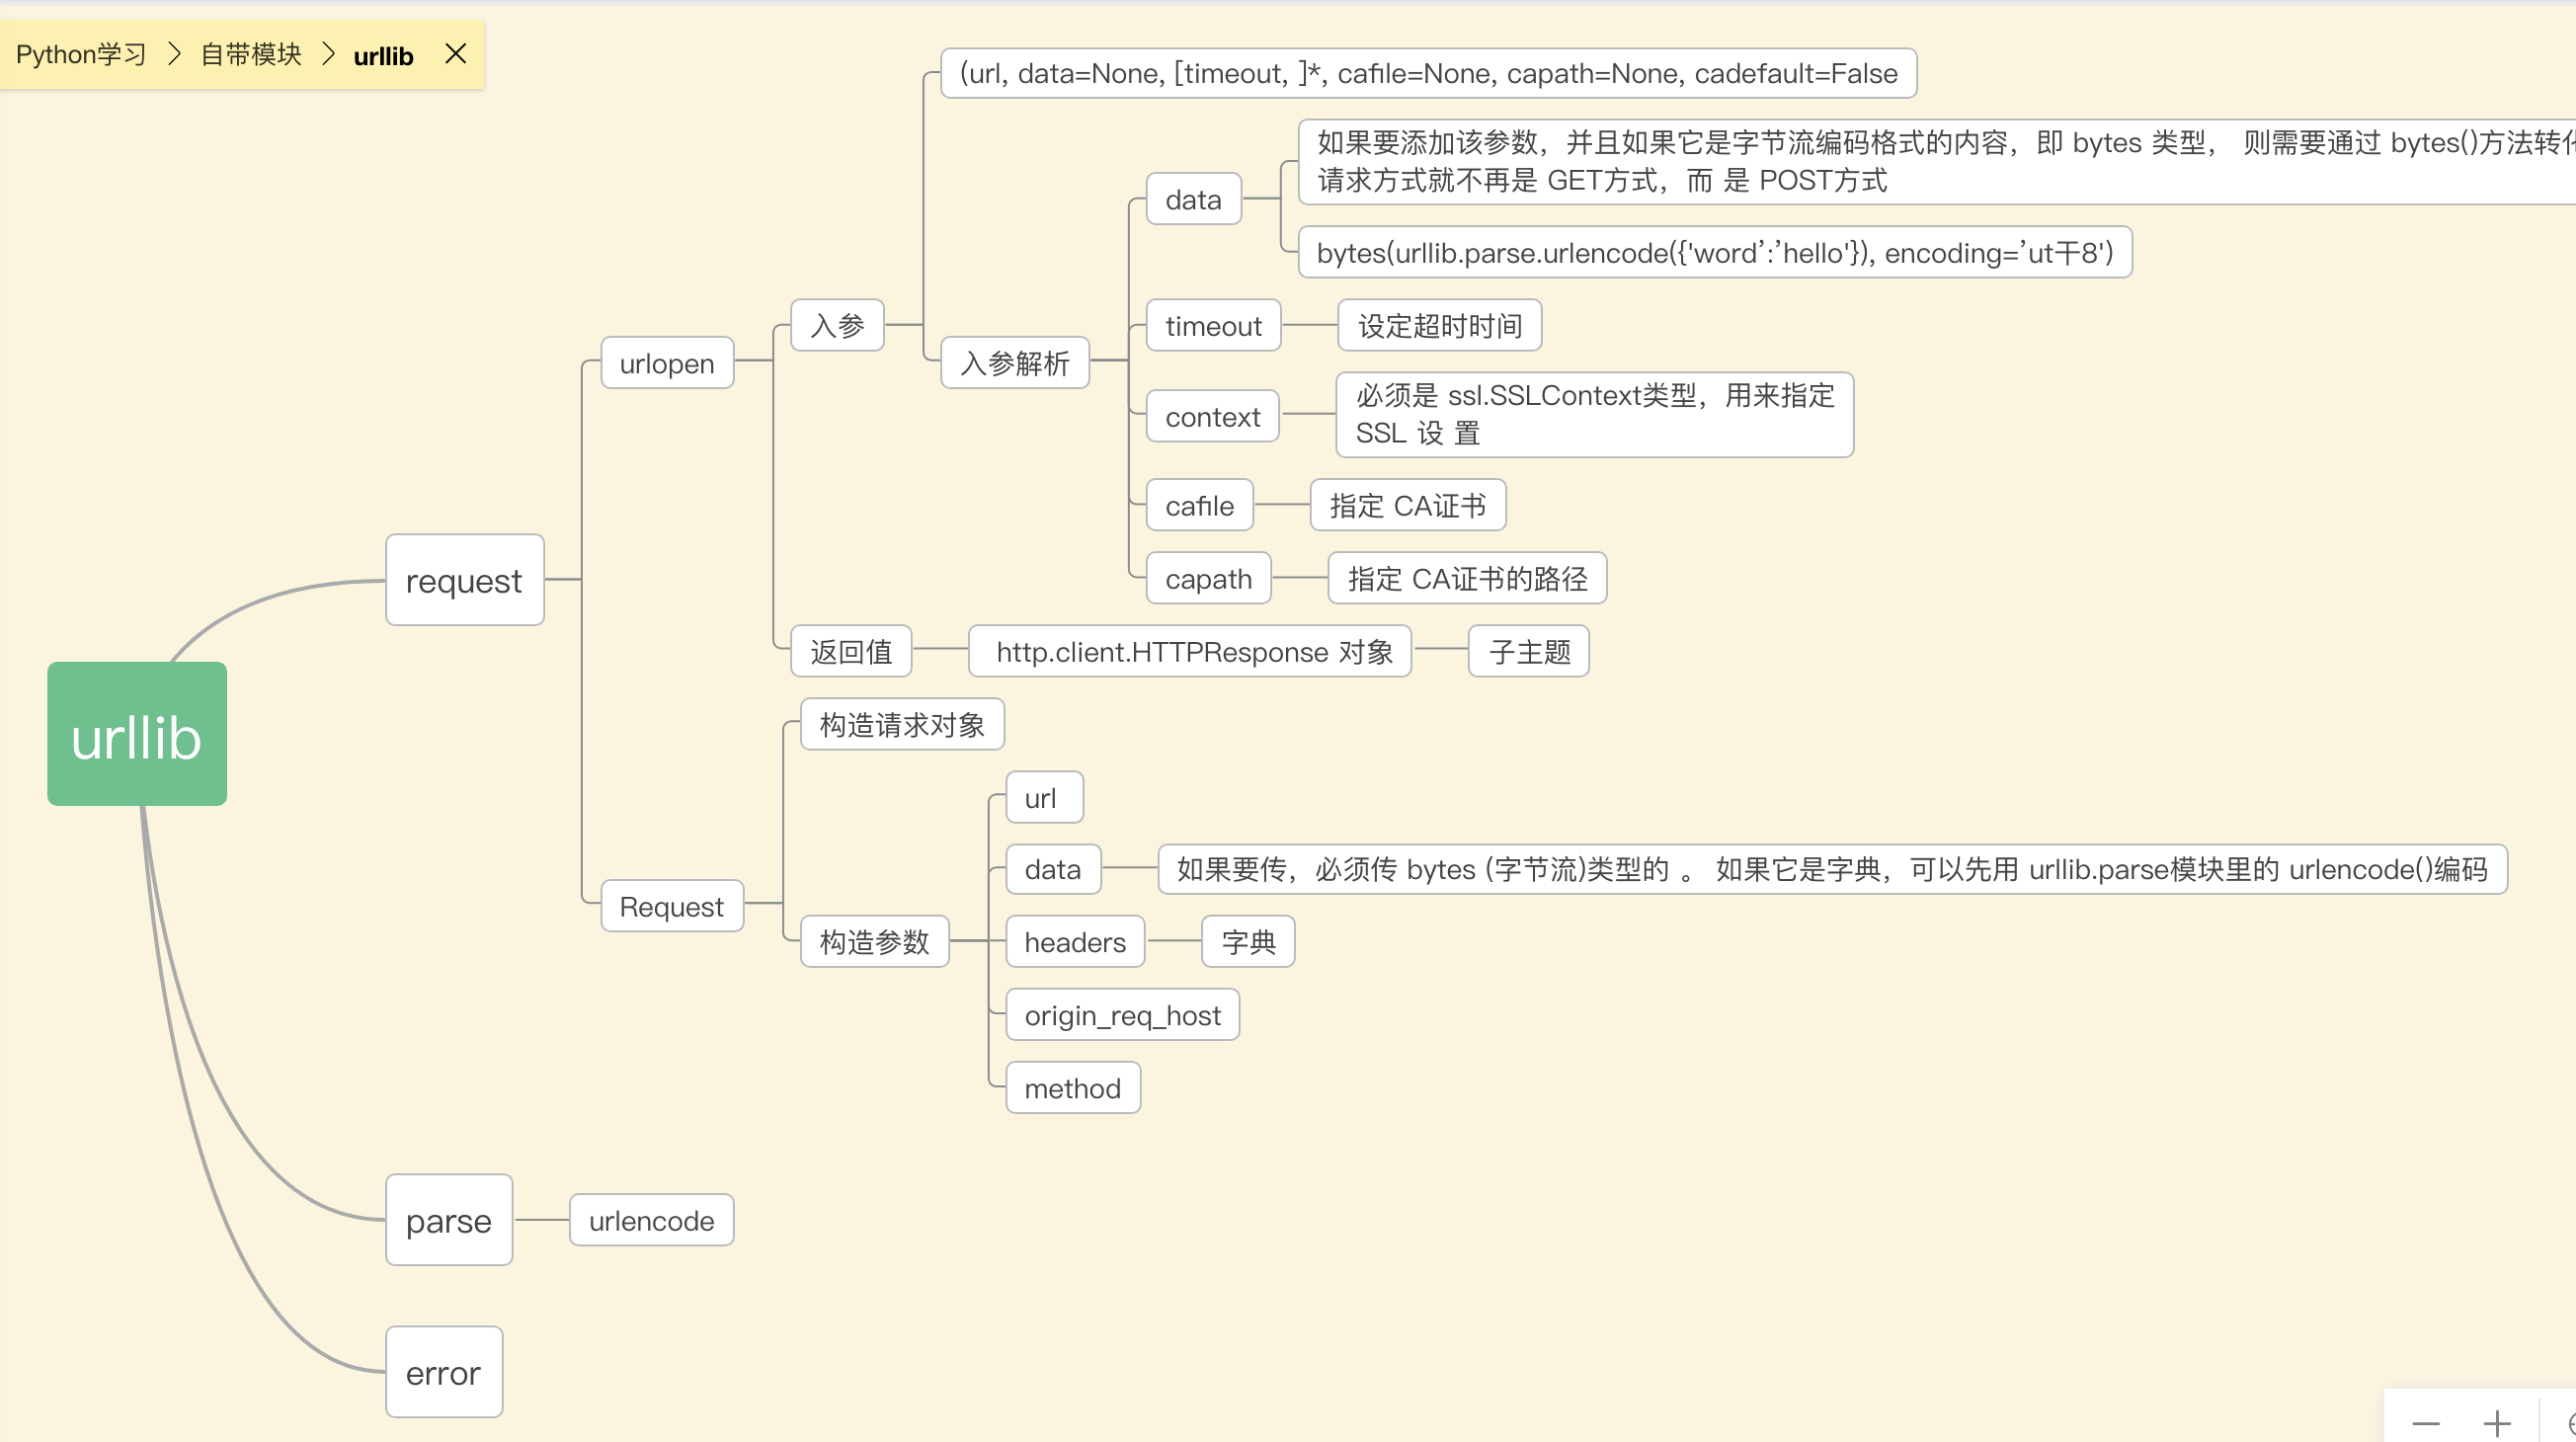 Python学习 > 自带模块 > urllib ×
(url, data=None, [timeout, ]*, cafile=None, capath=None, cadefault=False
如果要添加该参数，并且如果它是字节流编码格式的内容，即 bytes 类型， 则需要通过 bytes()方法转化
请求方式就不再是 GET方式，而 是 POST方式
data
bytes(urllib.parse.urlencode({'word’:’hello'}), encoding=’ut干8')
入参
timeout
设定超时时间
urlopen
入参解析
必须是 ssl.SSLContext类型，用来指定
SSL 设 置
context
cafile
指定 CA证书
capath
指定 CA证书的路径
request
返回值
http.client.HTTPResponse 对象
子主题
urllib
构造请求对象
url
data
如果要传，必须传 bytes (字节流)类型的 。 如果它是字典，可以先用 urllib.parse模块里的 urlencode()编码
Request
构造参数
headers
字典
origin_req_host
method
parse
urlencode
error